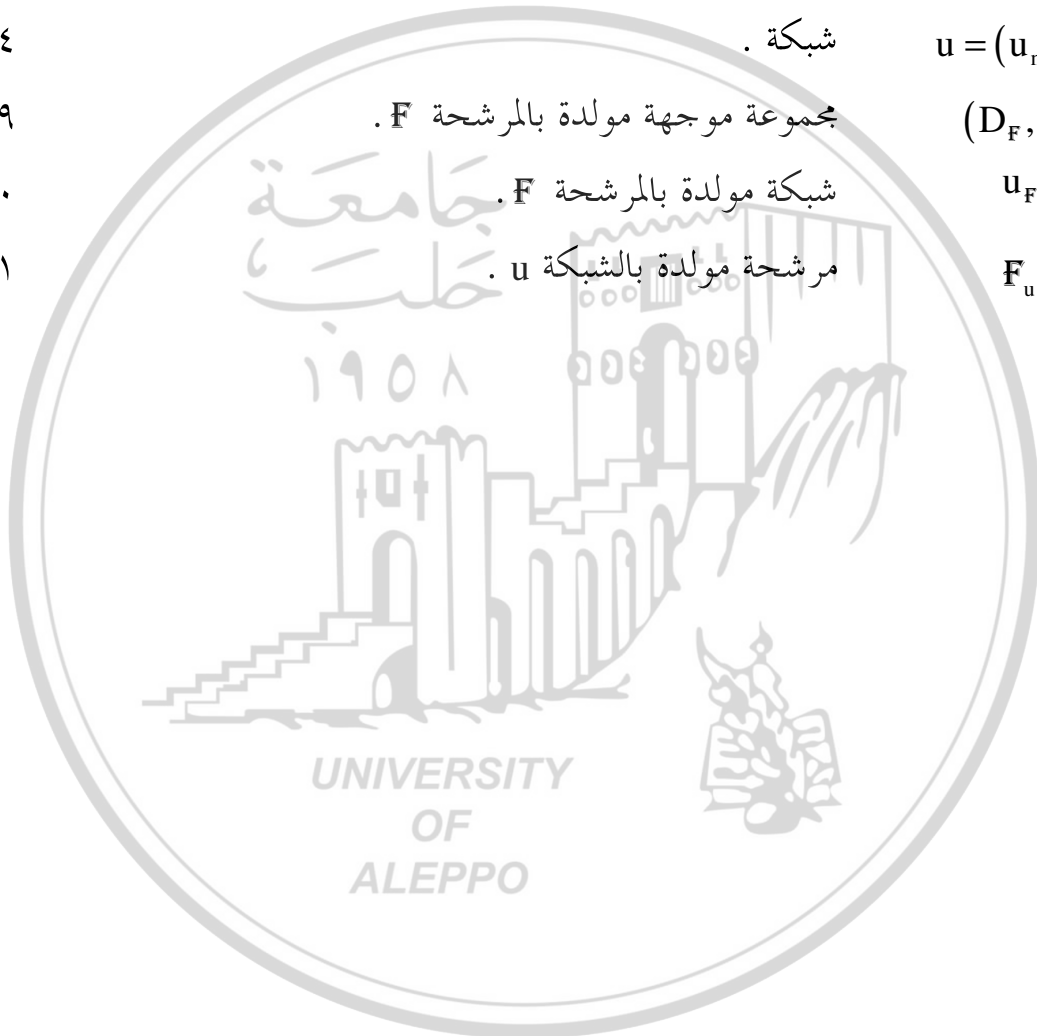 u = (u شبكة . ٤
(D_𝔽, مجموعة موجهة مولدة بالمرشحة 𝔽 . ٩
u_𝔽 شبكة مولدة بالمرشحة 𝔽 . ٠
𝔽_u مرشحة مولدة بالشبكة u . ١
جامعة
حلب
١٩٥٨
UNIVERSITY
OF
ALEPPO